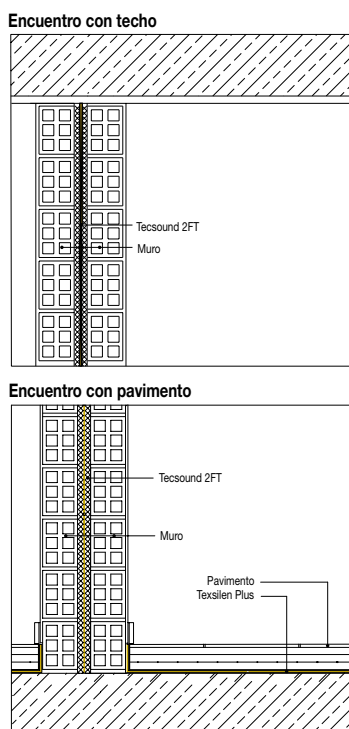 Encuentro con techo
Tecsound 2FT
Muro
Encuentro con pavimento
Tecsound 2FT
Muro
Pavimento
Texsilen Plus